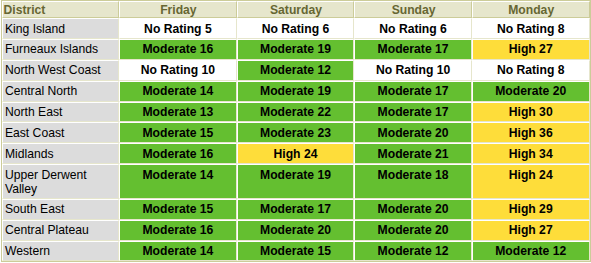 District Friday Saturday Sunday Monday
King Island No Rating 5 No Rating 6 No Rating 6 No Rating 8
Furneaux Islands Moderate 16 Moderate 19 Moderate 17 High 27
North West Coast No Rating 10 Moderate 12 No Rating 10 No Rating 8
Central North Moderate 14 Moderate 19 Moderate 17 Moderate 20
North East Moderate 13 Moderate 22 Moderate 17 High 30
East Coast Moderate 15 Moderate 23 Moderate 20 High 36
Midlands Moderate 16 High 24 Moderate 21 High 34
Upper Derwent Moderate 14 Moderate 19 Moderate 18 High 24
Valley
South East Moderate 15 Moderate 17 Moderate 20 High 29
Central Plateau Moderate 16 Moderate 20 Moderate 20 High 27
Western Moderate 14 Moderate 15 Moderate 12 Moderate 12